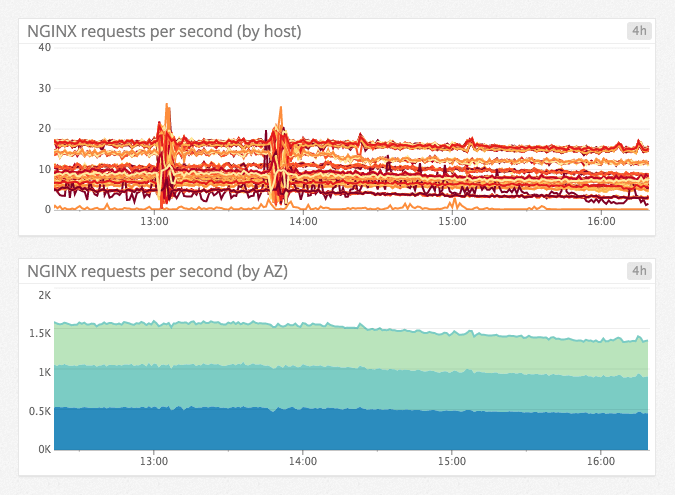 NGINX requests per second (by host) 4h
40
30
20
10
0
13:00 14:00 15:00 16:00
NGINX requests per second (by AZ) 4h
2K
1.5K
1K
0.5K
0K
13:00 14:00 15:00 16:00